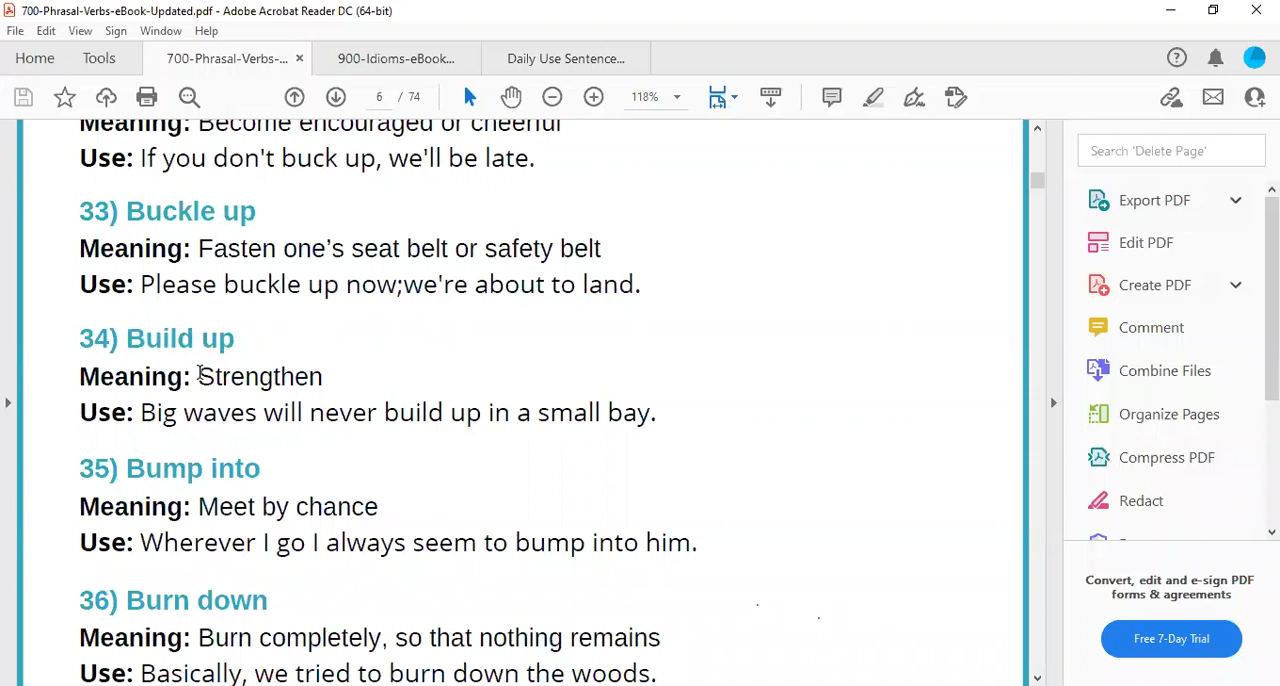 700-Phrasal-Verbs-eBook-Updated.pdf - Adobe Acrobat Reader DC (64-bit)
File Edit View Sign Window Help
Home Tools 700-Phrasal-Verbs-... × 900-Idioms-eBook... Daily Use Sentence...
6 / 74 118%
Meaning: Become encouraged or cheerful
Use: If you don't buck up, we'll be late.
33) Buckle up
Meaning: Fasten one’s seat belt or safety belt
Use: Please buckle up now;we're about to land.
34) Build up
Meaning: Strengthen
Use: Big waves will never build up in a small bay.
35) Bump into
Meaning: Meet by chance
Use: Wherever I go I always seem to bump into him.
36) Burn down
Meaning: Burn completely, so that nothing remains
Use: Basically, we tried to burn down the woods.
Search 'Delete Page'
Export PDF
Edit PDF
Create PDF
Comment
Combine Files
Organize Pages
Compress PDF
Redact
Convert, edit and e-sign PDF
forms & agreements
Free 7-Day Trial